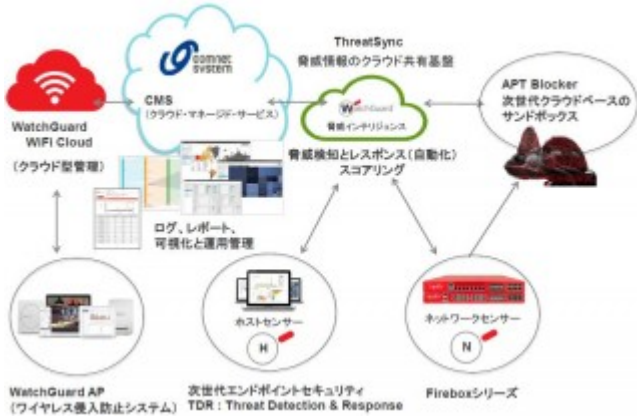 comnet
system
CMS
(クラウド・マネージド・サービス)
ThreatSync
脅威情報のクラウド共有基盤
WatchGuard
脅威インテリジェンス
APT Blocker
次世代クラウドベースの
サンドボックス
WatchGuard
WiFi Cloud
(クラウド型管理)
脅威検知とレスポンス(自動化)
スコアリング
ログ、レポート、
可視化と運用管理
ホストセンサー
H
ネットワークセンサー
N
WatchGuard AP
(ワイヤレス侵入防止システム)
次世代エンドポイントセキュリティ
TDR : Threat Detection & Response
Fireboxシリーズ